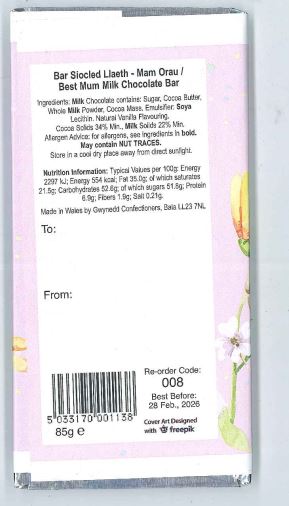 Bar Siocled Llaeth - Mam Orau /
Best Mum Milk Chocolate Bar
Ingredients: Milk Chocolate contains: Sugar, Cocoa Butter,
Whole Milk Powder, Cocoa Mass, Emulsifier: Soya
Lecithin, Natural Vanilla Flavouring,
Cocoa Solids 34% Min., Milk Solids 22% Min.
Allergen Advice: for allergens, see ingredients in bold.
May contain NUT TRACES.
Store in a cool dry place away from direct sunlight.
Nutrition Information: Typical Values per 100g: Energy
2297 kJ; Energy 554 kcal; Fat 35.0g; of which saturates
21.5g; Carbohydrates 52.6g; of which sugars 51.6g; Protein
6.9g; Fibers 1.9g; Salt 0.21g.
Made in Wales by Gwynedd Confectioners, Bala LL23 7NL
To:
From:
Re-order Code:
008
Best Before:
28 Feb., 2026
5 033170 001138
85g e
Cover Art Designed
with freepik